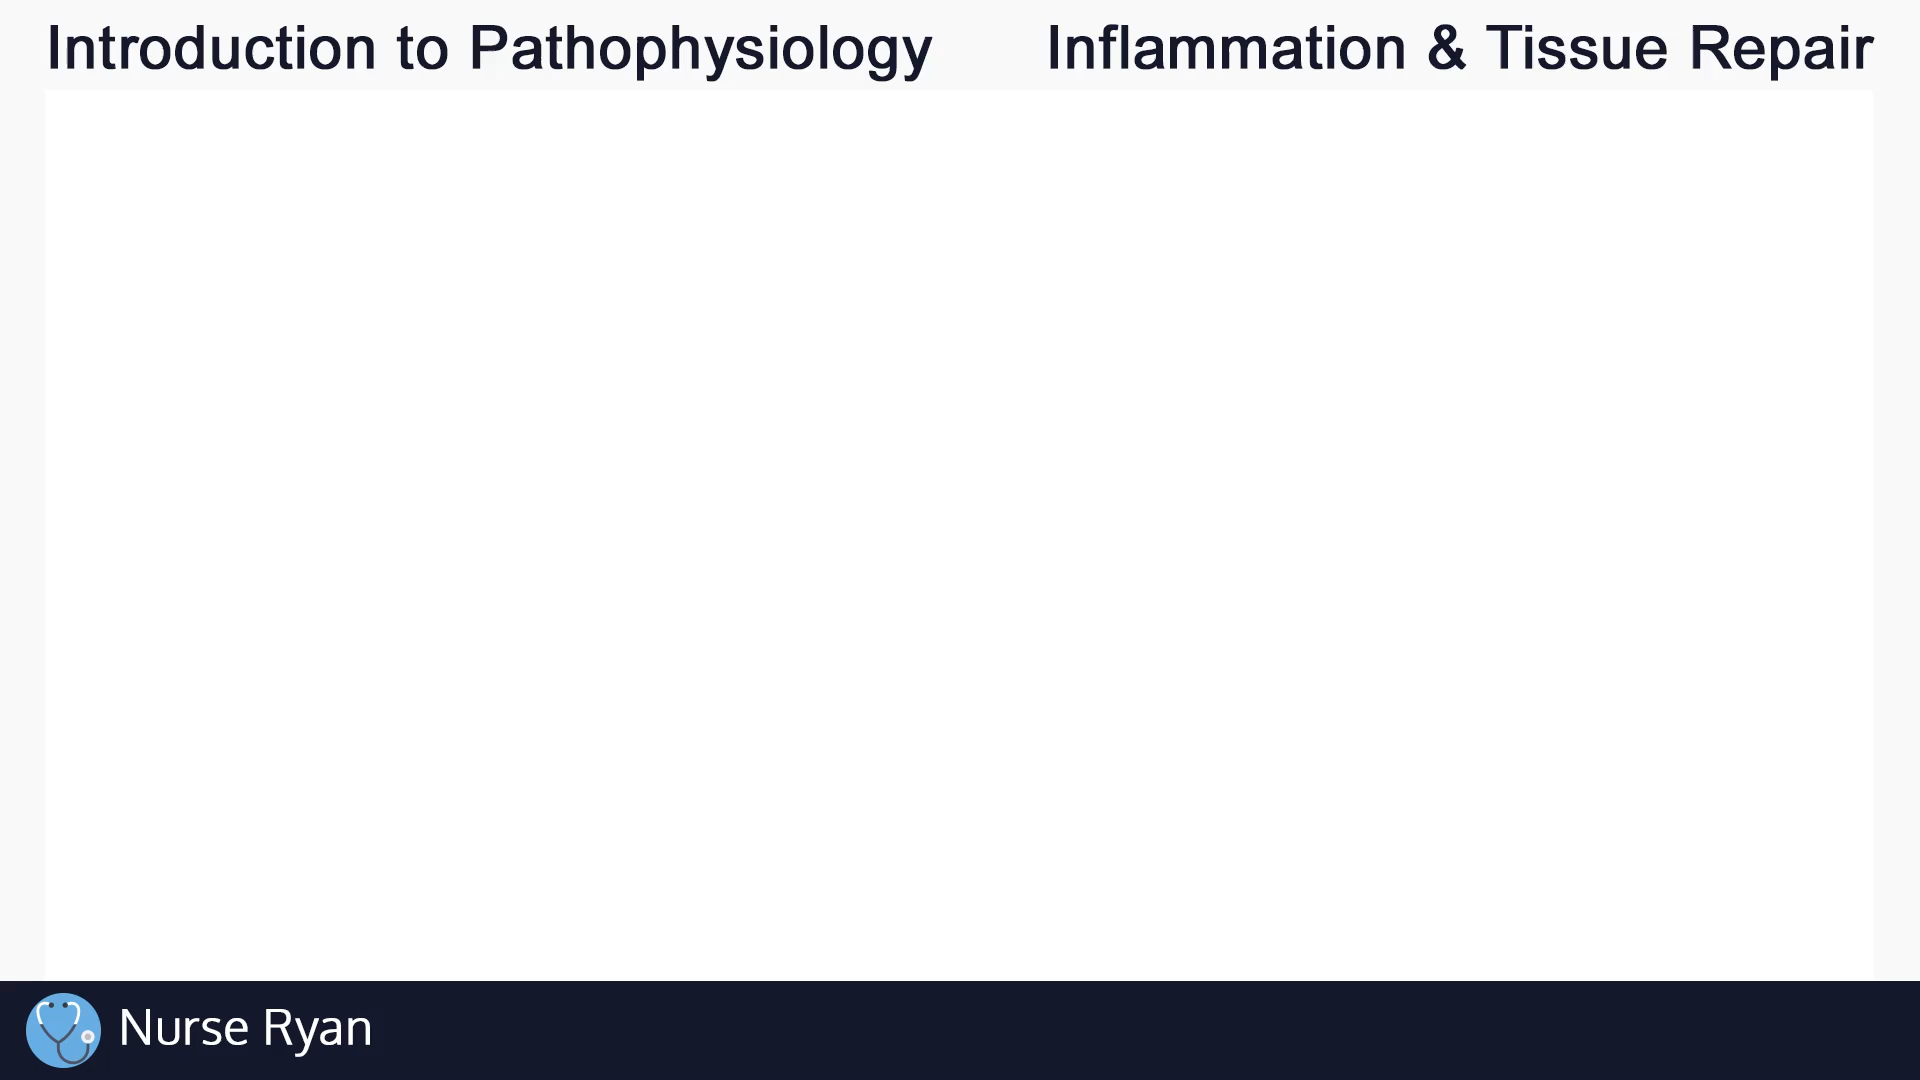 Introduction to Pathophysiology
Inflammation & Tissue Repair
Nurse Ryan